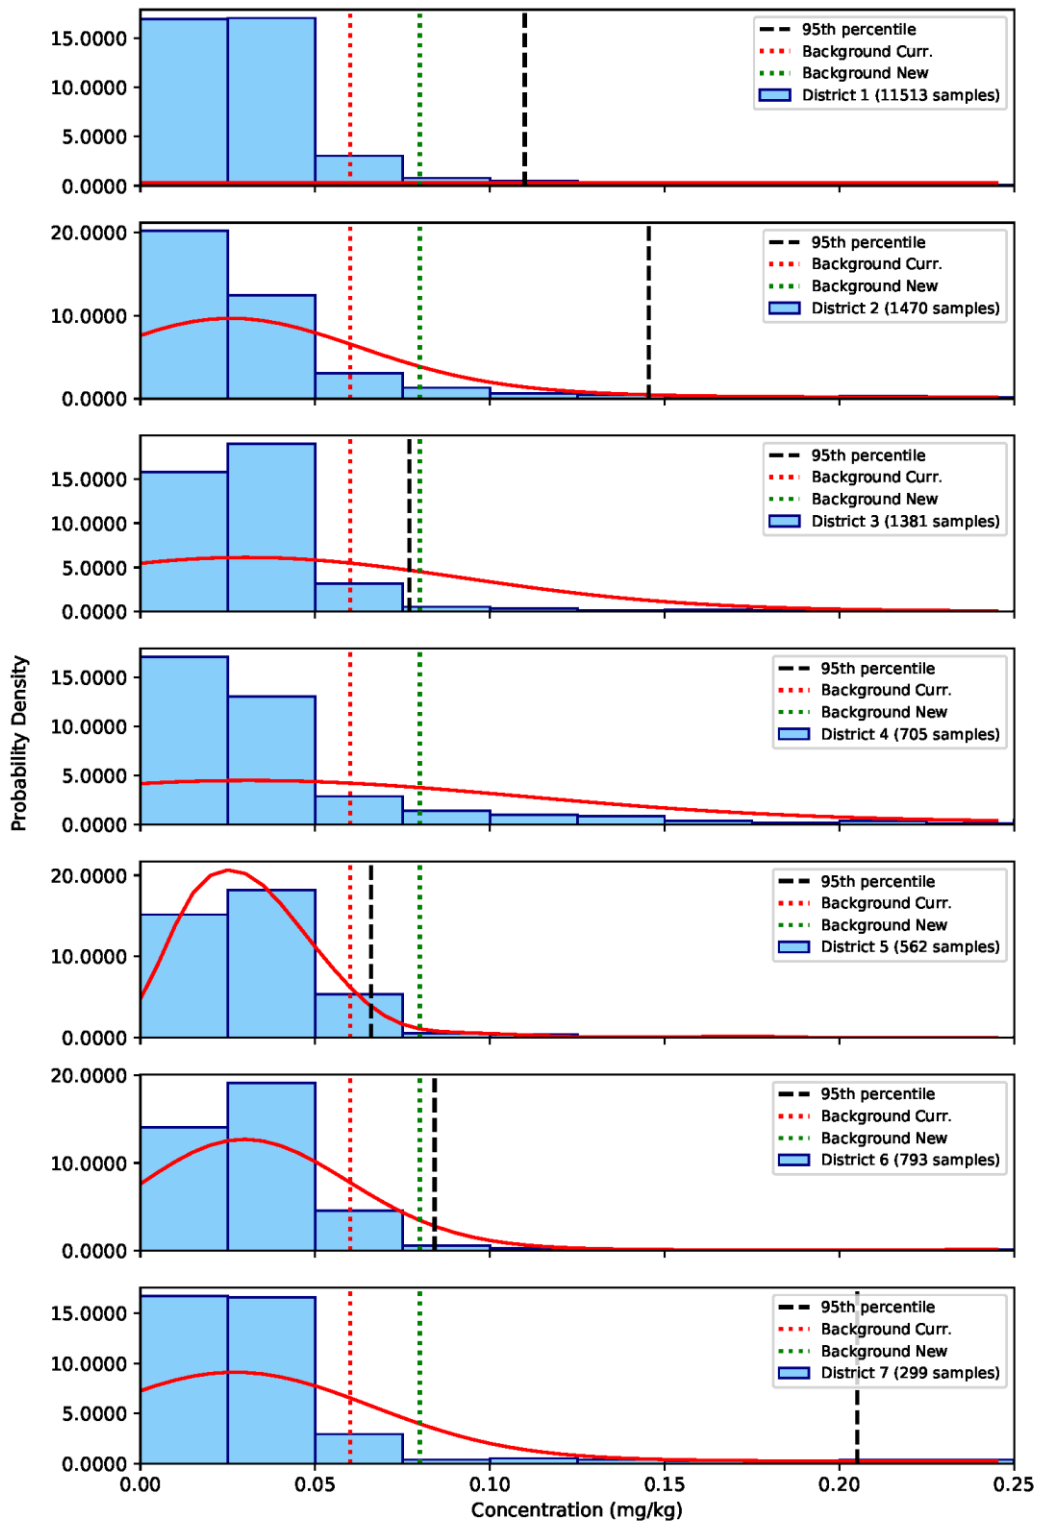 15.0000
10.0000
5.0000
0.0000
95th percentile
Background Curr.
Background New
District 1 (11513 samples)
20.0000
10.0000
0.0000
95th percentile
Background Curr.
Background New
District 2 (1470 samples)
15.0000
10.0000
5.0000
0.0000
95th percentile
Background Curr.
Background New
District 3 (1381 samples)
Probability Density
15.0000
10.0000
5.0000
0.0000
95th percentile
Background Curr.
Background New
District 4 (705 samples)
20.0000
10.0000
0.0000
95th percentile
Background Curr.
Background New
District 5 (562 samples)
20.0000
10.0000
0.0000
95th percentile
Background Curr.
Background New
District 6 (793 samples)
15.0000
10.0000
5.0000
0.0000
95th percentile
Background Curr.
Background New
District 7 (299 samples)
0.00 0.05 0.10 0.15 0.20 0.25
Concentration (mg/kg)